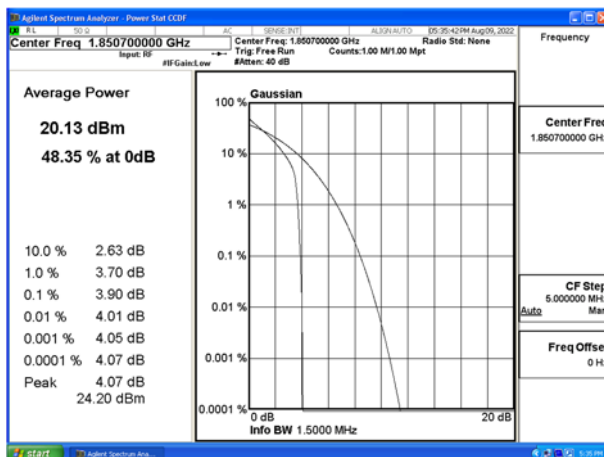 Agilent Spectrum Analyzer - Power Stat CCDF
RL 50 Ω AC SENSE:INT ALIGN AUTO 05:35:42 PM Aug 09, 2022
Center Freq 1.850700000 GHz
Input: RF
#IFGain:Low
Center Freq: 1.850700000 GHz Radio Std: None
Trig: Free Run Counts:1.00 M/1.00 Mpt
#Atten: 40 dB
Frequency
Average Power
20.13 dBm
48.35 % at 0dB
10.0 % 2.63 dB
1.0 % 3.70 dB
0.1 % 3.90 dB
0.01 % 4.01 dB
0.001 % 4.05 dB
0.0001 % 4.07 dB
Peak 4.07 dB
24.20 dBm
Gaussian
100 %
10 %
1 %
0.1 %
0.01 %
0.001 %
0.0001 %
0 dB 20 dB
Info BW 1.5000 MHz
Center Freq
1.850700000 GHz
CF Step
5.000000 MHz
Auto Man
Freq Offset
0 Hz
start Agilent Spectrum Ana... 5:35 PM